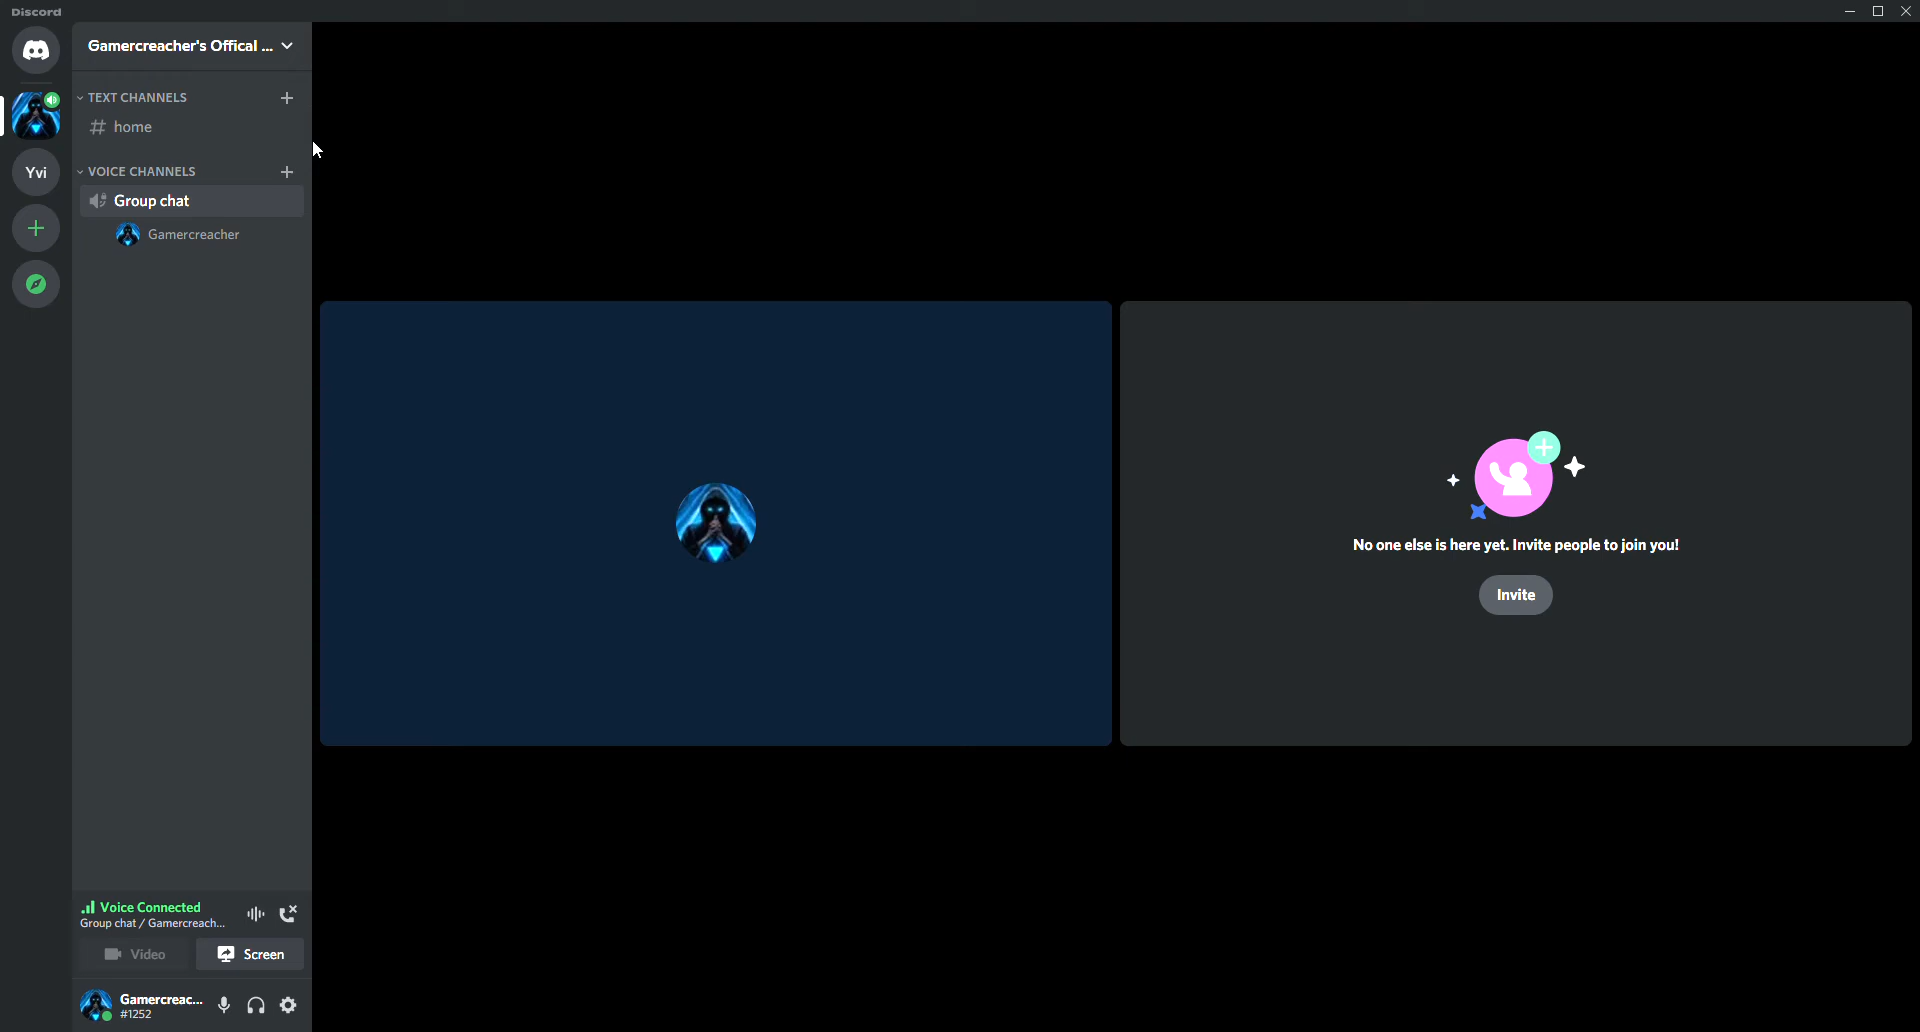 Discord
Gamercreacher's Offical ...
TEXT CHANNELS
home
Yvi
VOICE CHANNELS
Group chat
Gamercreacher
No one else is here yet. Invite people to join you!
Invite
Voice Connected
Group chat / Gamercreach...
Video
Screen
Gamercreac...
#1252